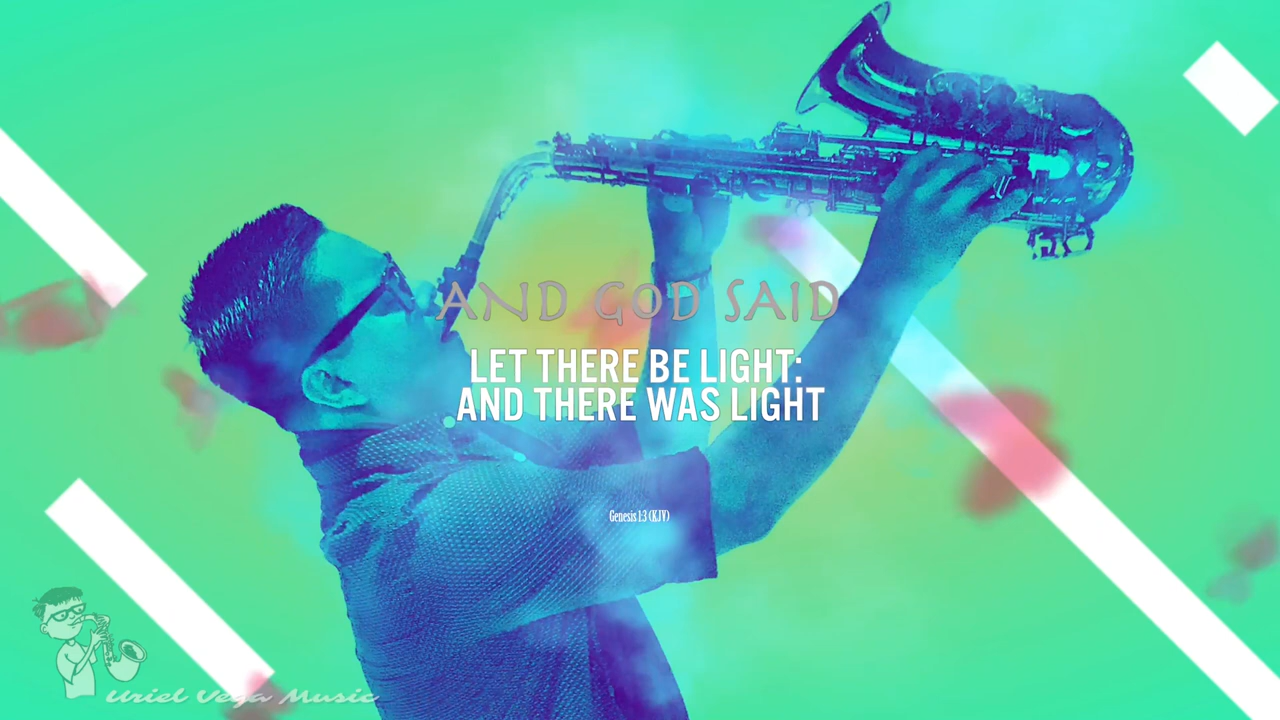 AND GOD SAID
LET THERE BE LIGHT:
AND THERE WAS LIGHT
Genesis 1:3 (KJV)
Uriel Vega Music